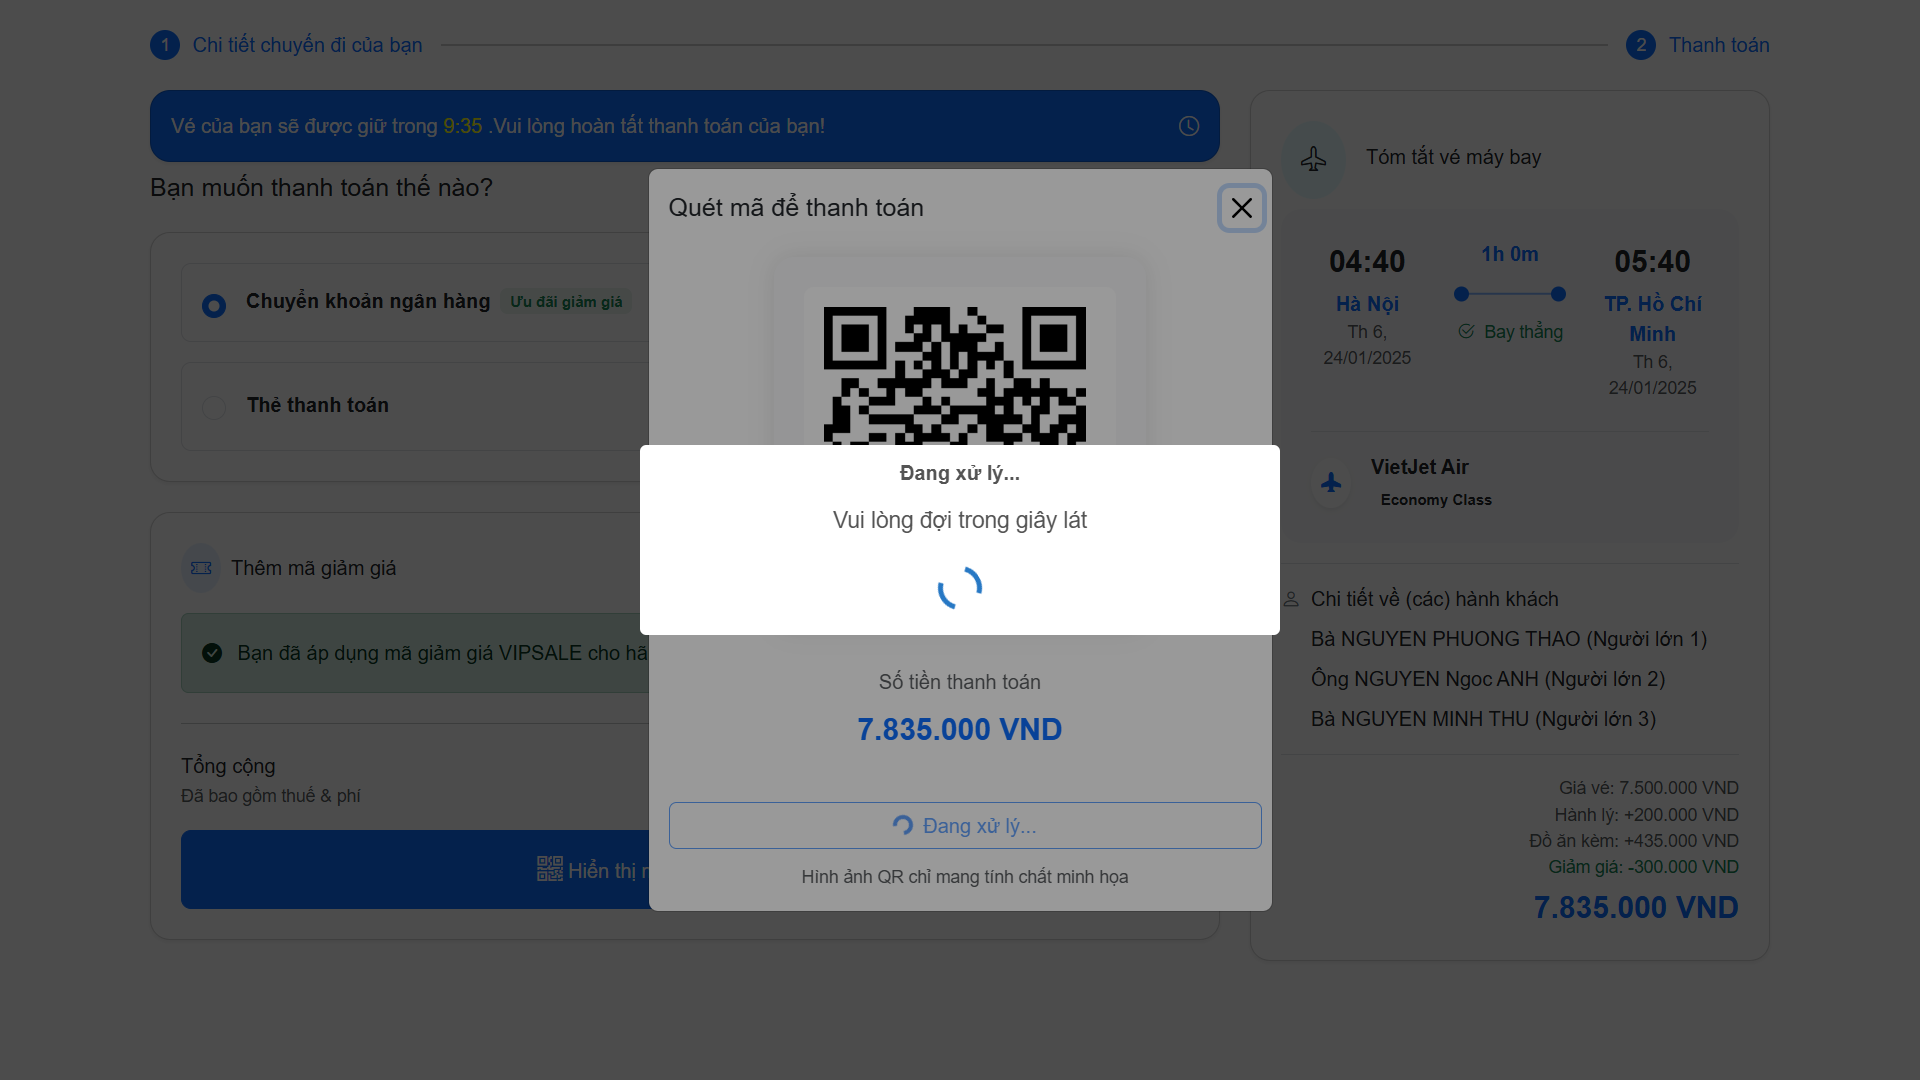 1 Chi tiết chuyến đi của bạn
2 Thanh toán
Vé của bạn sẽ được giữ trong 9:35 .Vui lòng hoàn tất thanh toán của bạn!
Bạn muốn thanh toán thế nào?
Chuyển khoản ngân hàng Ưu đãi giảm giá
Thẻ thanh toán
Thêm mã giảm giá
Bạn đã áp dụng mã giảm giá VIPSALE cho
Tổng cộng
Đã bao gồm thuế & phí
Hiển thị
Quét mã để thanh toán
Đang xử lý...
Vui lòng đợi trong giây lát
Số tiền thanh toán
7.835.000 VND
Đang xử lý...
Hình ảnh QR chỉ mang tính chất minh họa
Tóm tắt vé máy bay
04:40
Hà Nội
Th 6,
24/01/2025
1h 0m
Bay thẳng
05:40
TP. Hồ Chí
Minh
Th 6,
24/01/2025
VietJet Air
Economy Class
Chi tiết về (các) hành khách
Bà NGUYEN PHUONG THAO (Người lớn 1)
Ông NGUYEN Ngoc ANH (Người lớn 2)
Bà NGUYEN MINH THU (Người lớn 3)
Giá vé: 7.500.000 VND
Hành lý: +200.000 VND
Đồ ăn kèm: +435.000 VND
Giảm giá: -300.000 VND
7.835.000 VND